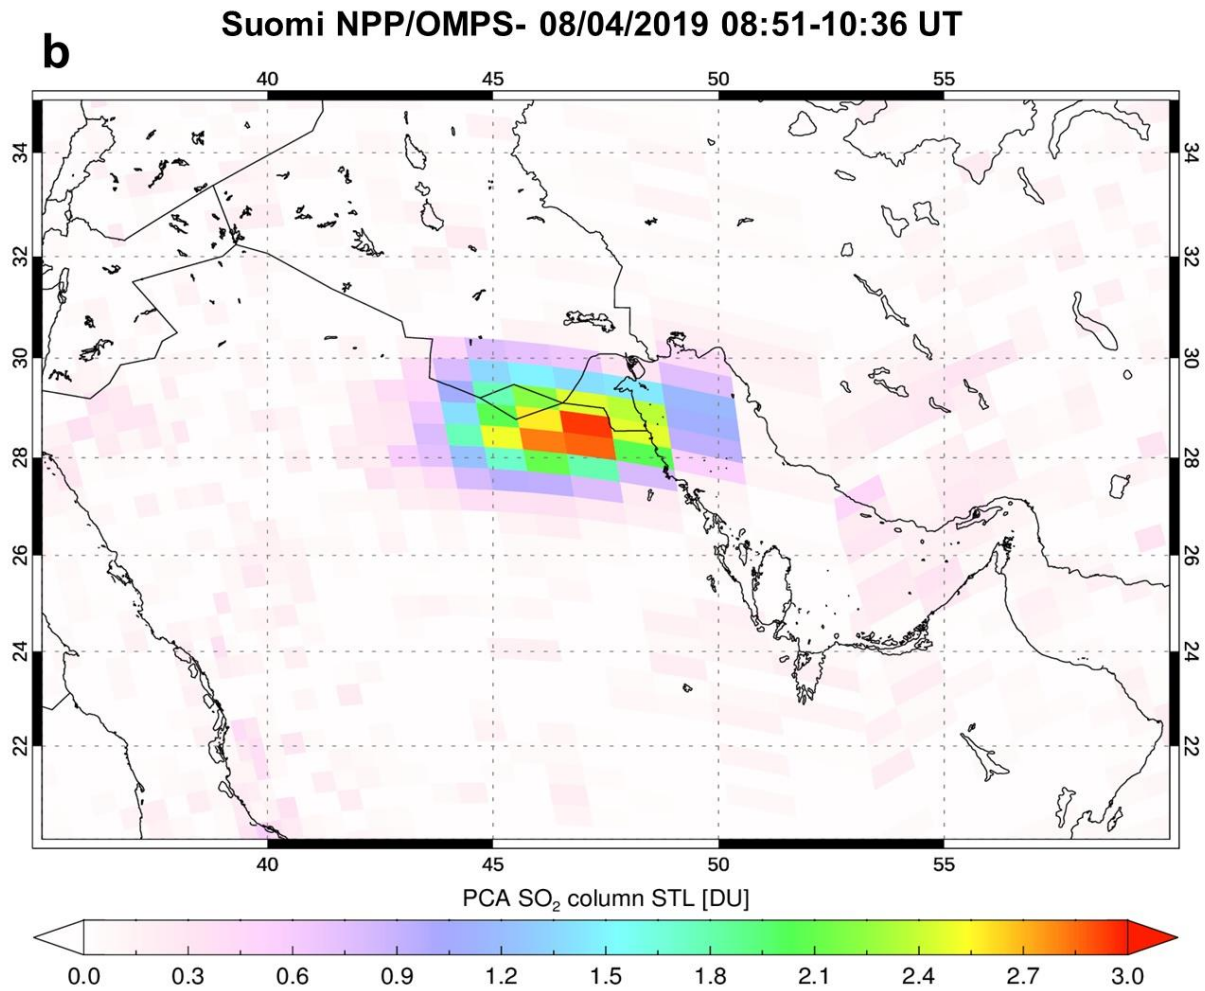 Suomi NPP/OMPS- 08/04/2019 08:51-10:36 UT
b
40 45 50 55
34 34
32 32
30 30
28 28
26 26
24 24
22 22
40 45 50 55
PCA SO₂ column STL [DU]
0.0 0.3 0.6 0.9 1.2 1.5 1.8 2.1 2.4 2.7 3.0